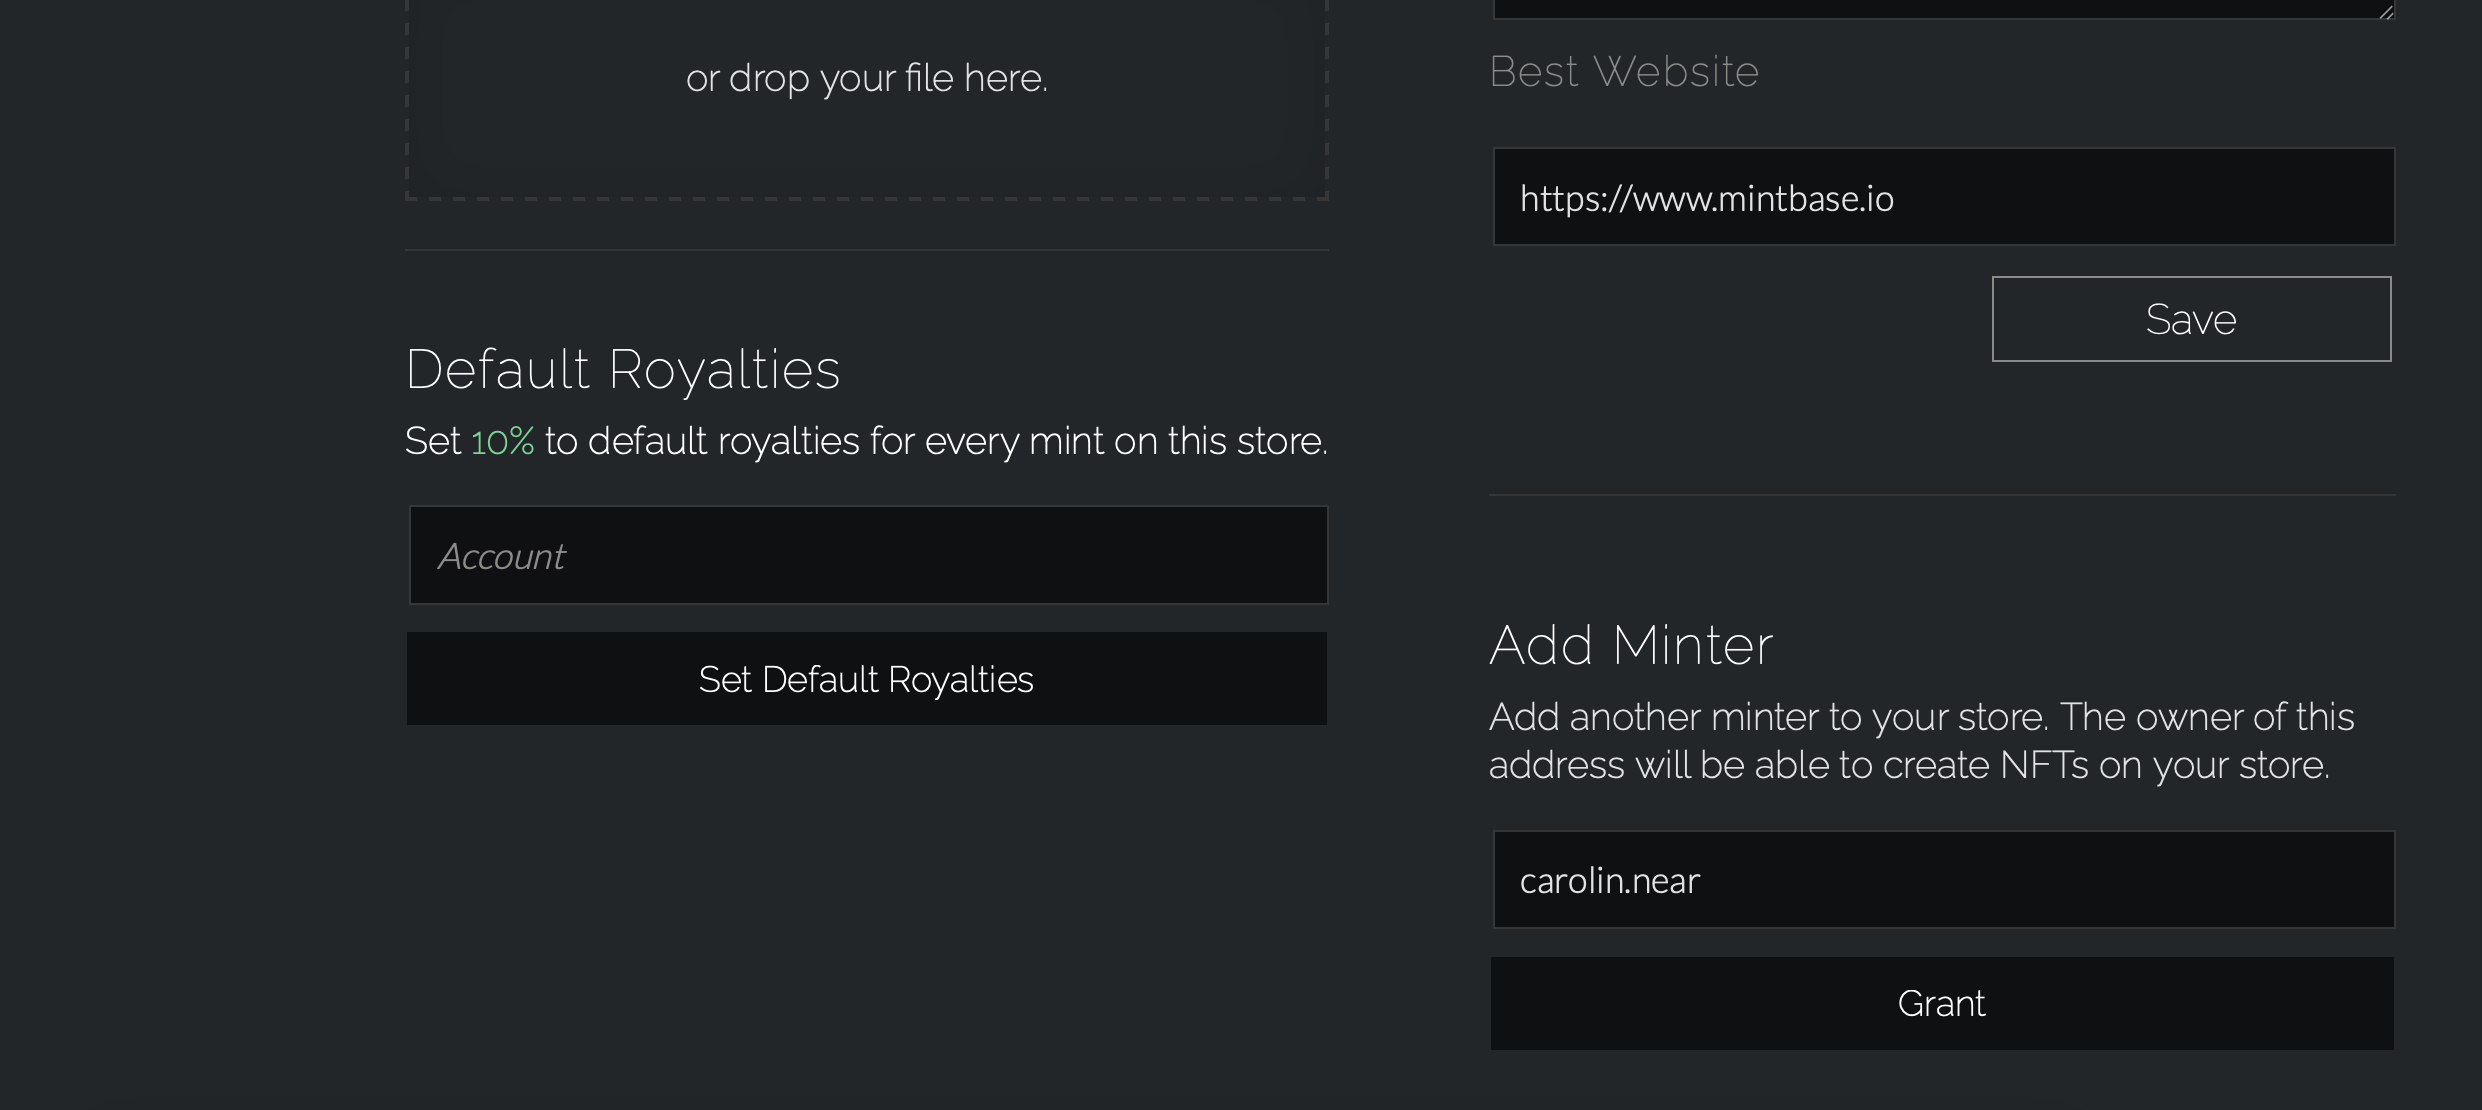 or drop your file here.
Default Royalties
Set 10% to default royalties for every mint on this store.
Account
Set Default Royalties
Best Website
https://www.mintbase.io
Save
Add Minter
Add another minter to your store. The owner of this
address will be able to create NFTs on your store.
carolin.near
Grant